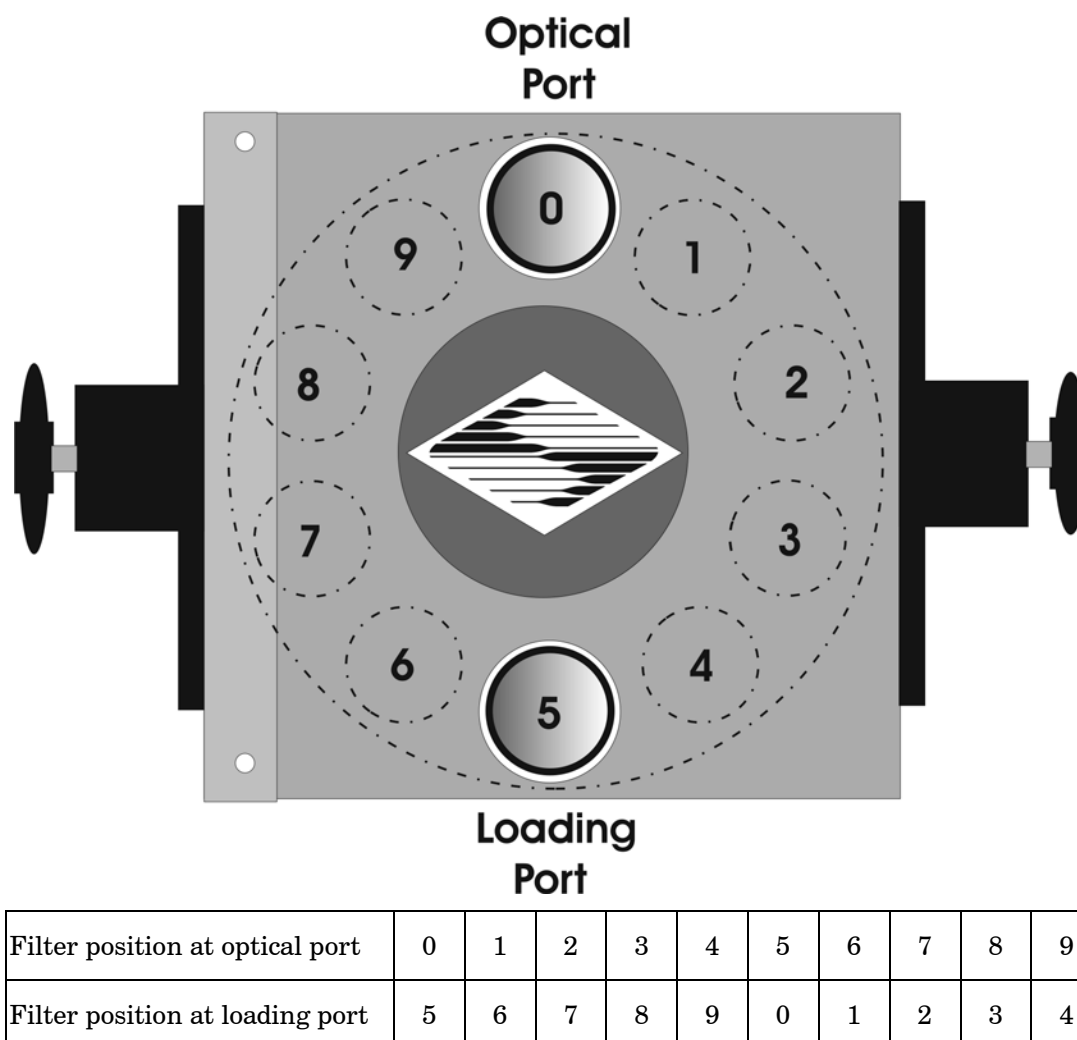 Optical
Port
0
9
1
8
2
7
3
6
4
5
Loading
Port
Filter position at optical port 0 1 2 3 4 5 6 7 8 9
Filter position at loading port 5 6 7 8 9 0 1 2 3 4